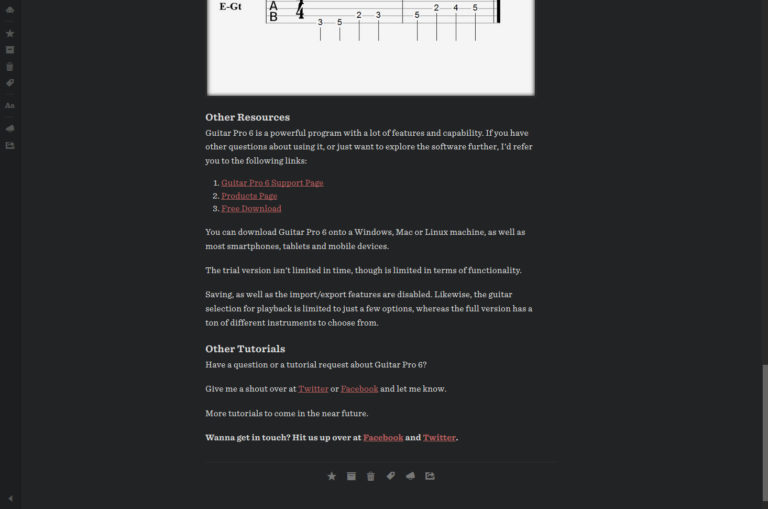 E-Gt
T
A
B
4
3 5 2 3 5 2 4 5
Aa
Other Resources
Guitar Pro 6 is a powerful program with a lot of features and capability. If you have
other questions about using it, or just want to explore the software further, I'd refer
you to the following links:
1. Guitar Pro 6 Support Page
2. Products Page
3. Free Download
You can download Guitar Pro 6 onto a Windows, Mac or Linux machine, as well as
most smartphones, tablets and mobile devices.
The trial version isn't limited in time, though is limited in terms of functionality.
Saving, as well as the import/export features are disabled. Likewise, the guitar
selection for playback is limited to just a few options, whereas the full version has a
ton of different instruments to choose from.
Other Tutorials
Have a question or a tutorial request about Guitar Pro 6?
Give me a shout over at Twitter or Facebook and let me know.
More tutorials to come in the near future.
Wanna get in touch? Hit us up over at Facebook and Twitter.